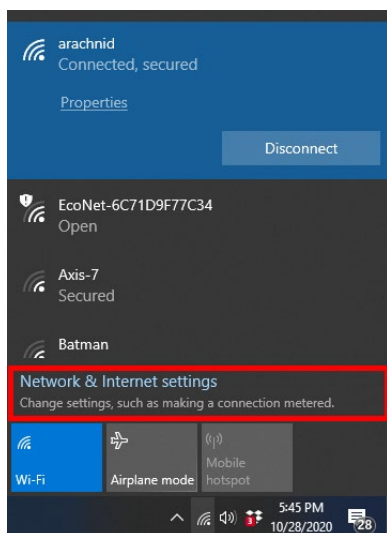 arachnid
Connected, secured
Properties
Disconnect
EcoNet-6C71D9F77C34
Open
Axis-7
Secured
Batman
Network & Internet settings
Change settings, such as making a connection metered.
Wi-Fi
Airplane mode
Mobile
hotspot
3
5:45 PM
10/28/2020
28